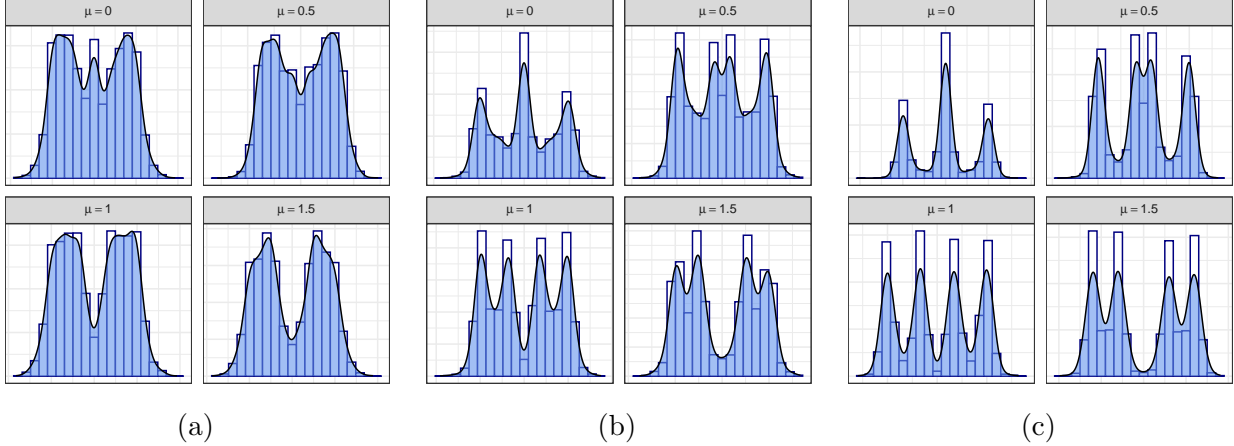 μ = 0
μ = 0.5
μ = 1
μ = 1.5
(a)
μ = 0
μ = 0.5
μ = 1
μ = 1.5
(b)
μ = 0
μ = 0.5
μ = 1
μ = 1.5
(c)